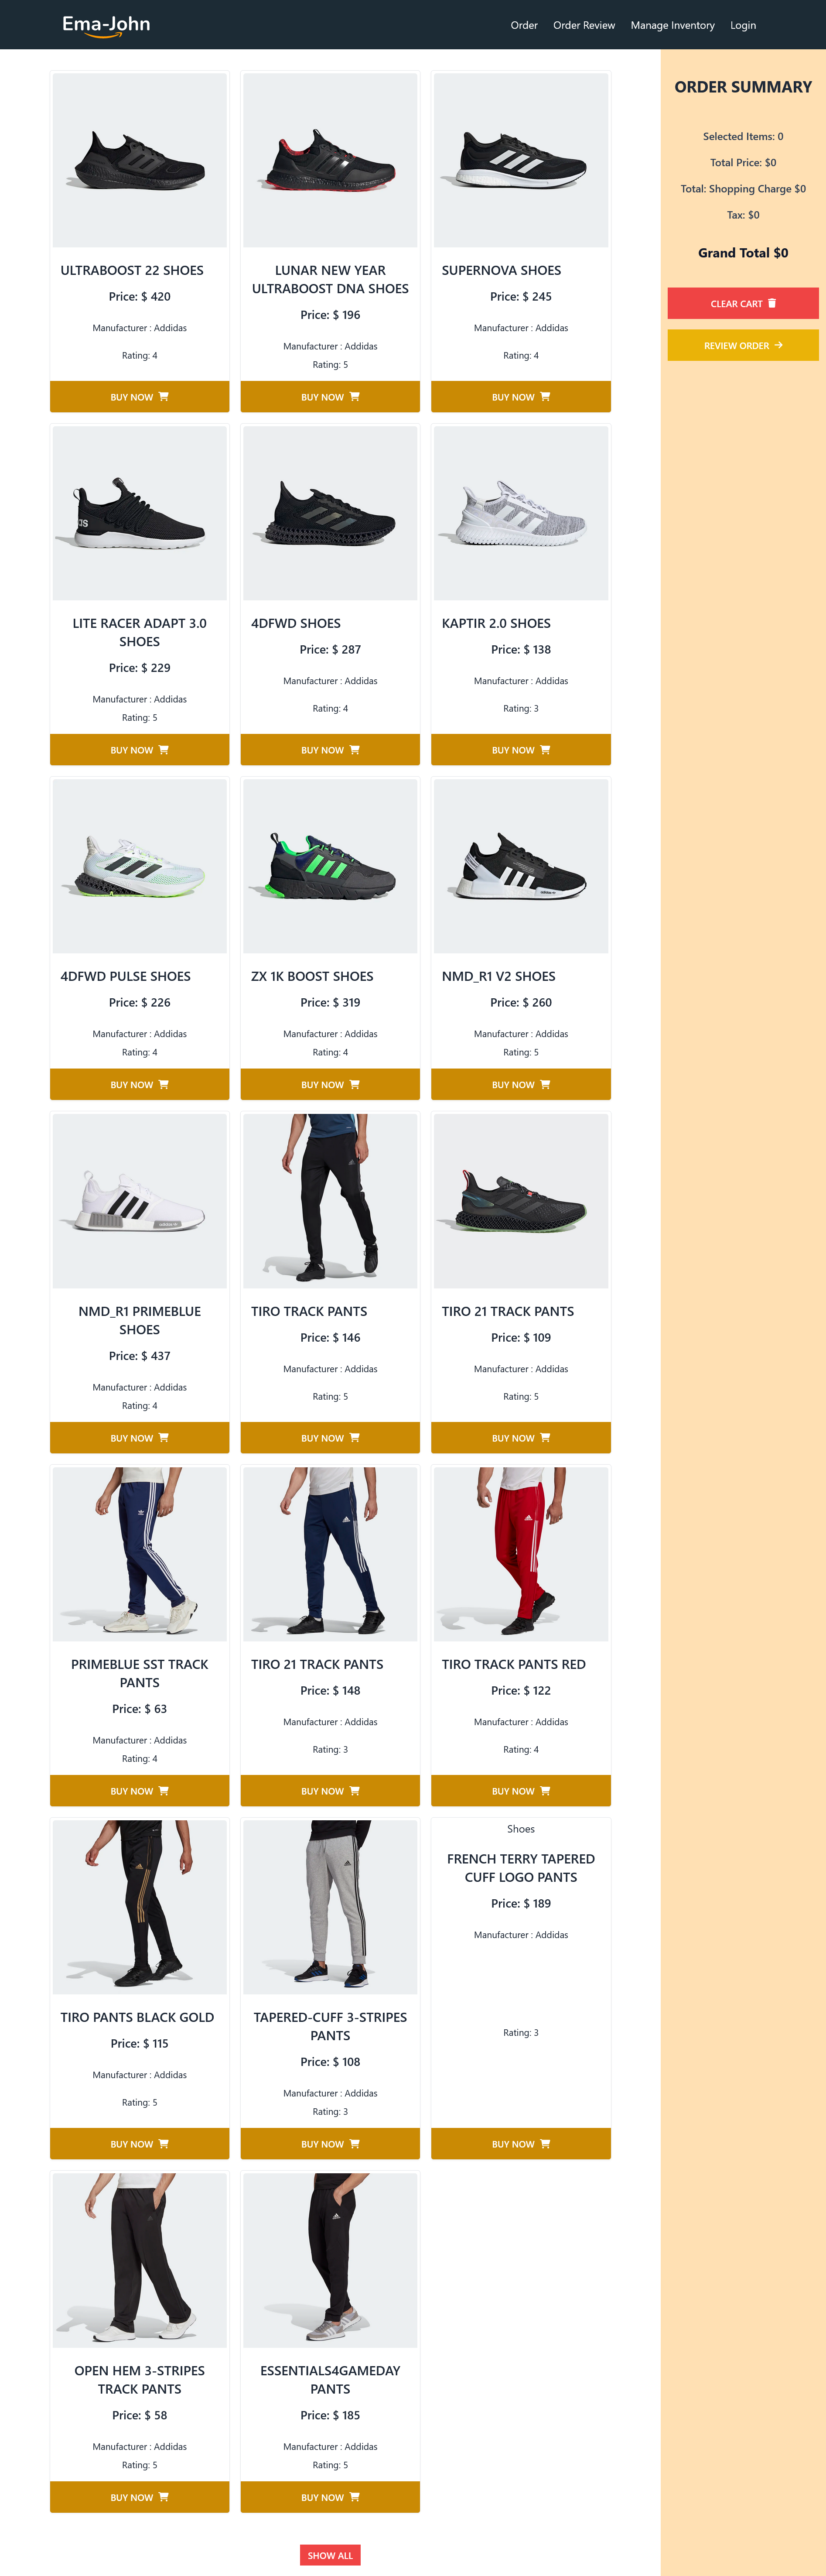 Ema-John
Order
Order Review
Manage Inventory
Login
ULTRABOOST 22 SHOES
Price: $ 420
Manufacturer : Addidas
Rating: 4
BUY NOW
LUNAR NEW YEAR
ULTRABOOST DNA SHOES
Price: $ 196
Manufacturer : Addidas
Rating: 5
BUY NOW
SUPERNOVA SHOES
Price: $ 245
Manufacturer : Addidas
Rating: 4
BUY NOW
LITE RACER ADAPT 3.0
SHOES
Price: $ 229
Manufacturer : Addidas
Rating: 5
BUY NOW
4DFWD SHOES
Price: $ 287
Manufacturer : Addidas
Rating: 4
BUY NOW
KAPTIR 2.0 SHOES
Price: $ 138
Manufacturer : Addidas
Rating: 3
BUY NOW
4DFWD PULSE SHOES
Price: $ 226
Manufacturer : Addidas
Rating: 4
BUY NOW
ZX 1K BOOST SHOES
Price: $ 319
Manufacturer : Addidas
Rating: 4
BUY NOW
NMD_R1 V2 SHOES
Price: $ 260
Manufacturer : Addidas
Rating: 5
BUY NOW
NMD_R1 PRIMEBLUE
SHOES
Price: $ 437
Manufacturer : Addidas
Rating: 4
BUY NOW
TIRO TRACK PANTS
Price: $ 146
Manufacturer : Addidas
Rating: 5
BUY NOW
TIRO 21 TRACK PANTS
Price: $ 109
Manufacturer : Addidas
Rating: 5
BUY NOW
PRIMEBLUE SST TRACK
PANTS
Price: $ 63
Manufacturer : Addidas
Rating: 4
BUY NOW
TIRO 21 TRACK PANTS
Price: $ 148
Manufacturer : Addidas
Rating: 3
BUY NOW
TIRO TRACK PANTS RED
Price: $ 122
Manufacturer : Addidas
Rating: 4
BUY NOW
TIRO PANTS BLACK GOLD
Price: $ 115
Manufacturer : Addidas
Rating: 5
BUY NOW
TAPERED-CUFF 3-STRIPES
PANTS
Price: $ 108
Manufacturer : Addidas
Rating: 3
BUY NOW
Shoes
FRENCH TERRY TAPERED
CUFF LOGO PANTS
Price: $ 189
Manufacturer : Addidas
Rating: 3
BUY NOW
OPEN HEM 3-STRIPES
TRACK PANTS
Price: $ 58
Manufacturer : Addidas
Rating: 5
BUY NOW
ESSENTIALS4GAMEDAY
PANTS
Price: $ 185
Manufacturer : Addidas
Rating: 5
BUY NOW
SHOW ALL
ORDER SUMMARY
Selected Items: 0
Total Price: $0
Total: Shopping Charge $0
Tax: $0
Grand Total $0
CLEAR CART
REVIEW ORDER